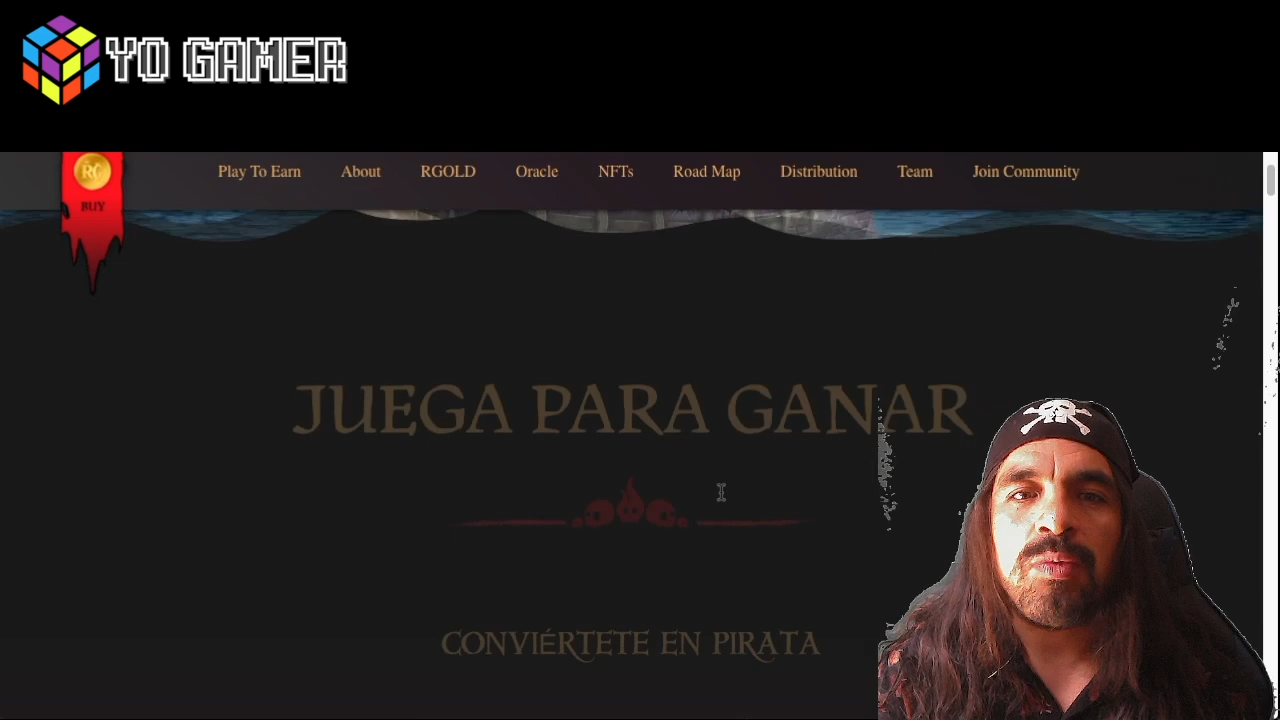 YO GAMER
Play To Earn About RGOLD Oracle NFTs Road Map Distribution Team Join Community
RG
BUY
JUEGA PARA GANAR
CONVIÉRTETE EN PIRATA